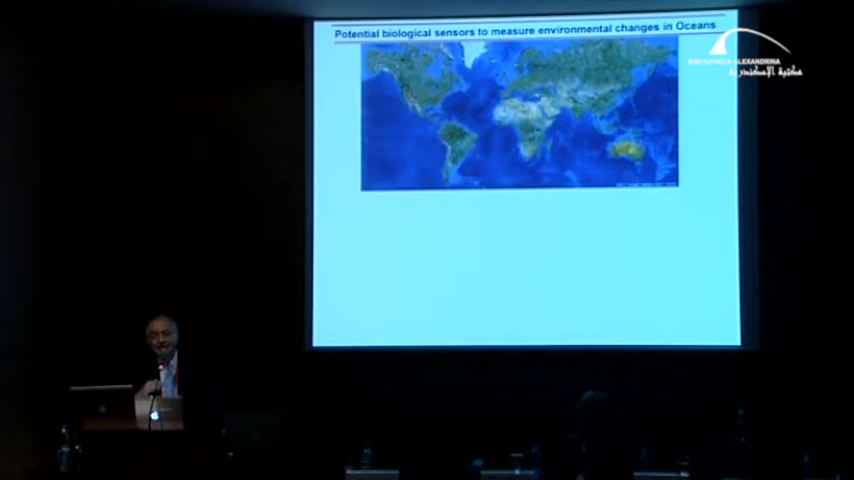 Potential biological sensors to measure environmental changes in Oceans
BIBLIOTHECA ALEXANDRINA
مكتبة الإسكندرية